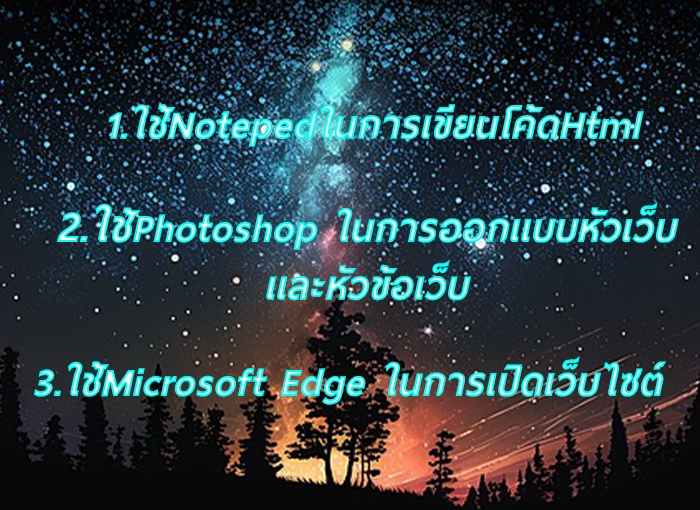 1.ใช้Notepedในการเขียนโค้ดHtml
2.ใช้Photoshop ในการออกแบบหัวเว็บ
และหัวข้อเว็บ
3.ใช้Microsoft Edge ในการเปิดเว็บไซต์